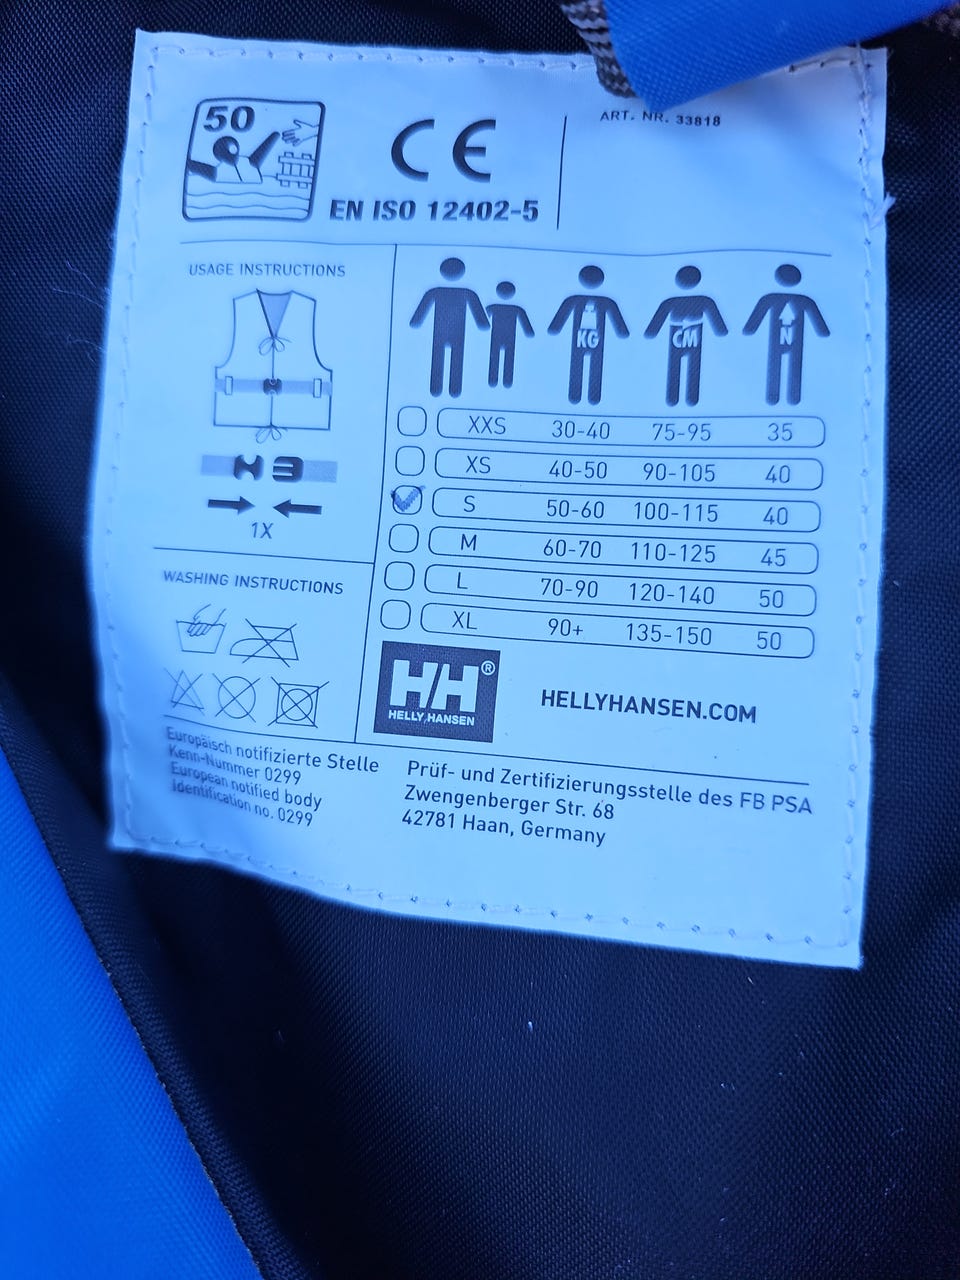 50
CE
EN ISO 12402-5
ART. NR. 33818
USAGE INSTRUCTIONS
1X
WASHING INSTRUCTIONS
KG CM N
XXS 30-40 75-95 35
XS 40-50 90-105 40
S 50-60 100-115 40
M 60-70 110-125 45
L 70-90 120-140 50
XL 90+ 135-150 50
HH®
HELLY HANSEN
HELLYHANSEN.COM
Europäisch notifizierte Stelle
Kenn-Nummer 0299
European notified body
Identification no. 0299
Prüf- und Zertifizierungsstelle des FB PSA
Zwengenberger Str. 68
42781 Haan, Germany